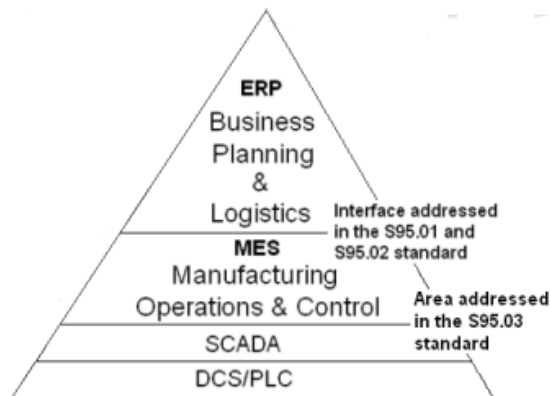 ERP
Business
Planning
&
Logistics
Interface addressed
in the S95.01 and
S95.02 standard
MES
Manufacturing
Operations & Control
Area addressed
in the S95.03
standard
SCADA
DCS/PLC